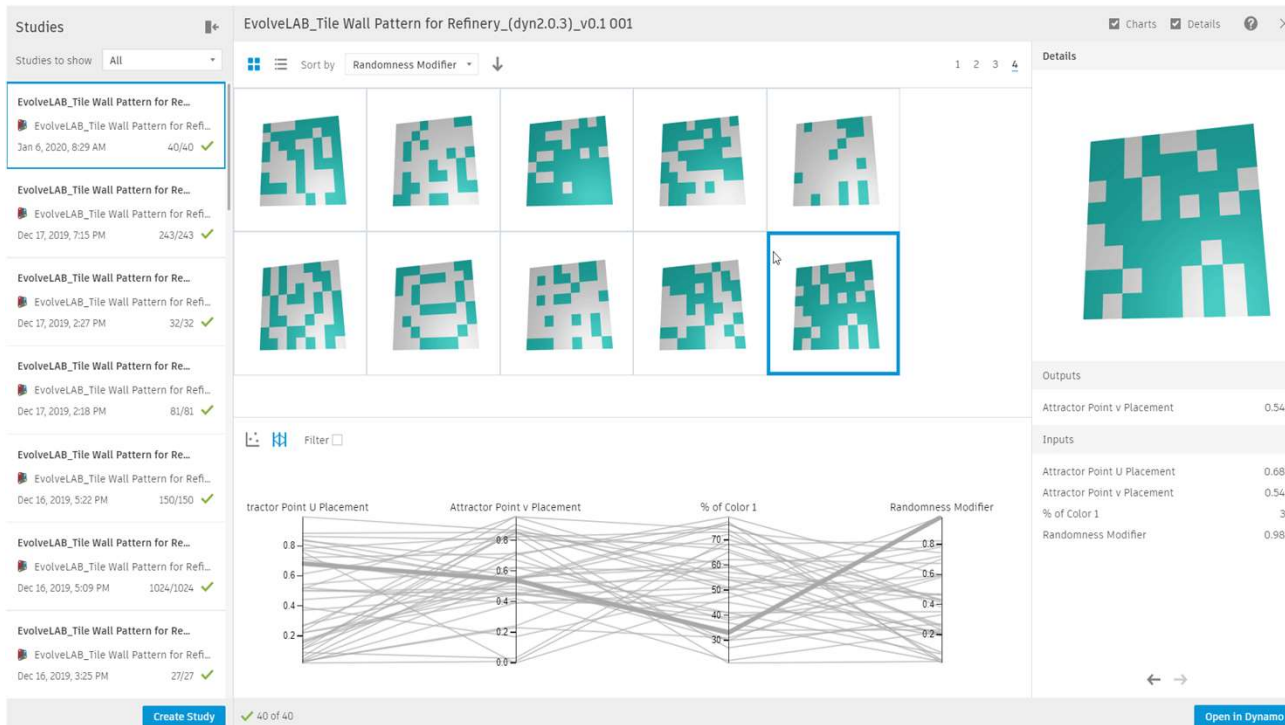 Studies
Studies to show All
EvolveLAB_Tile Wall Pattern for Re...
EvolveLAB_Tile Wall Pattern for Refi...
Jan 6, 2020, 8:29 AM 40/40
EvolveLAB_Tile Wall Pattern for Re...
EvolveLAB_Tile Wall Pattern for Refi...
Dec 17, 2019, 7:15 PM 243/243
EvolveLAB_Tile Wall Pattern for Re...
EvolveLAB_Tile Wall Pattern for Refi...
Dec 17, 2019, 2:27 PM 32/32
EvolveLAB_Tile Wall Pattern for Re...
EvolveLAB_Tile Wall Pattern for Refi...
Dec 17, 2019, 2:18 PM 81/81
EvolveLAB_Tile Wall Pattern for Re...
EvolveLAB_Tile Wall Pattern for Refi...
Dec 16, 2019, 5:22 PM 150/150
EvolveLAB_Tile Wall Pattern for Re...
EvolveLAB_Tile Wall Pattern for Refi...
Dec 16, 2019, 5:09 PM 1024/1024
EvolveLAB_Tile Wall Pattern for Re...
EvolveLAB_Tile Wall Pattern for Refi...
Dec 16, 2019, 3:25 PM 27/27
Create Study
EvolveLAB_Tile Wall Pattern for Refinery_(dyn2.0.3)_v0.1 001
Charts Details ?
Sort by Randomness Modifier
1 2 3 4
Filter
tractor Point U Placement Attractor Point v Placement % of Color 1 Randomness Modifier
0.8 0.8 70 0.8
0.6 0.6 60 0.6
50
0.4 0.4 40 0.4
0.2 0.2 30 0.2
0.0
40 of 40
Details
Outputs
Attractor Point v Placement 0.54
Inputs
Attractor Point U Placement 0.68
Attractor Point v Placement 0.54
% of Color 1 3
Randomness Modifier 0.98
Open in Dynamo